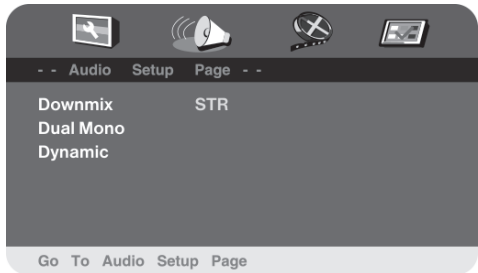 - - Audio Setup Page - -
Downmix STR
Dual Mono
Dynamic
Go To Audio Setup Page